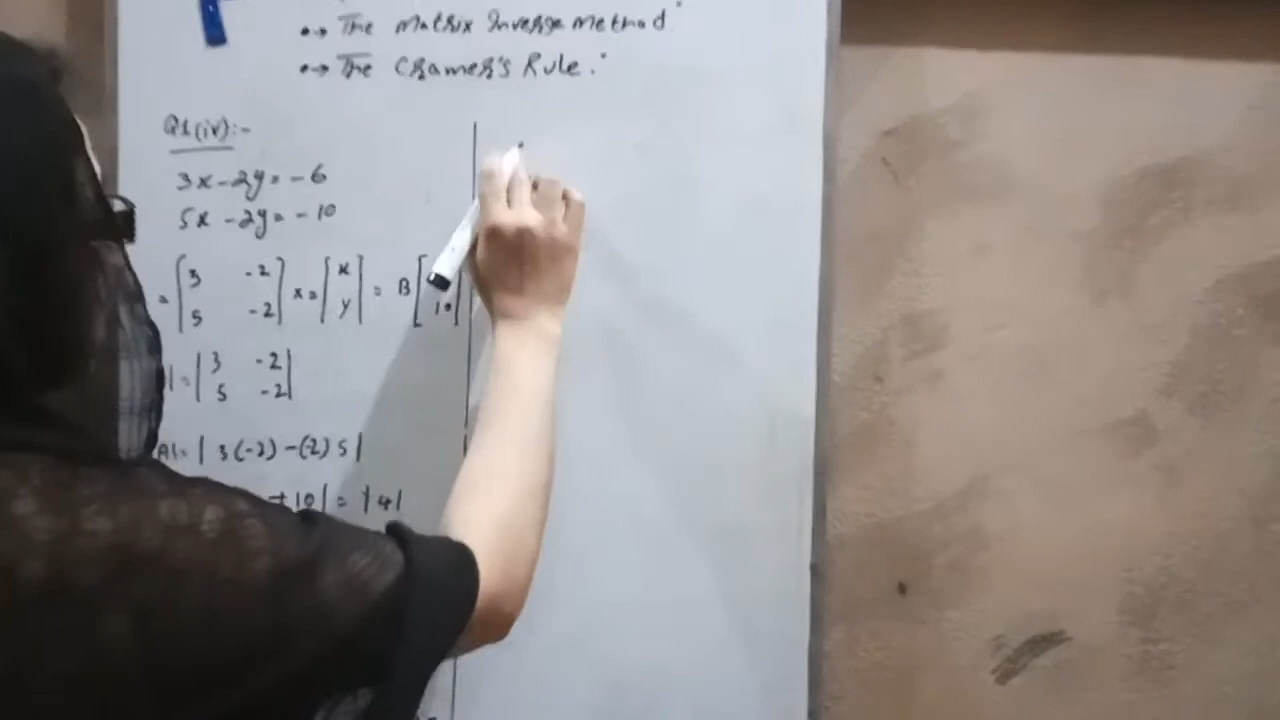 •→ The Matrix Inverse Method.
•→ The Cramer's Rule.
Q1(iv):-
3x - 2y = -6
5x - 2y = -10
= [3 -2 x = [x = B [
5 -2] y] 10]
| = |3 -2|
5 -2|
A| = | 3(-2) - (-2) 5 |
+10| = |4|